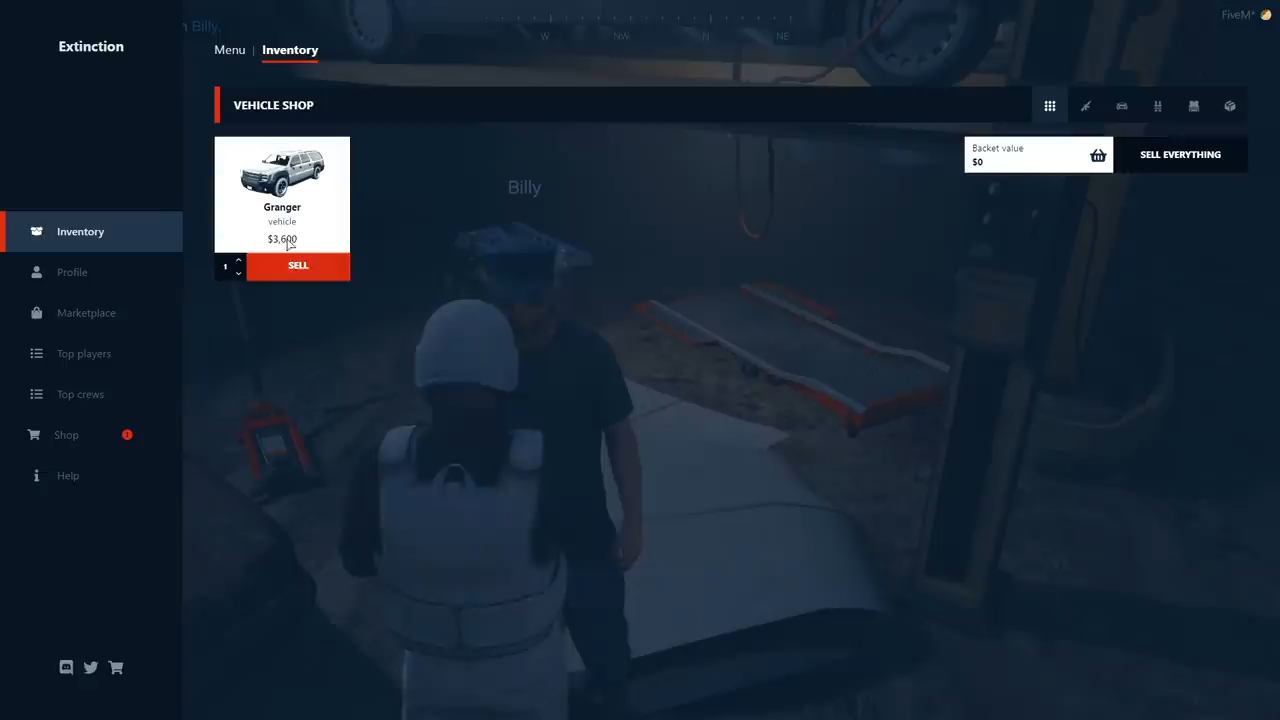 Extinction
n Billy,
W
NW
N
NE
FiveM*
Menu | Inventory
VEHICLE SHOP
Granger
vehicle
$3,600
1
SELL
Backet value
$0
SELL EVERYTHING
Billy
Inventory
Profile
Marketplace
Top players
Top crews
Shop
Help